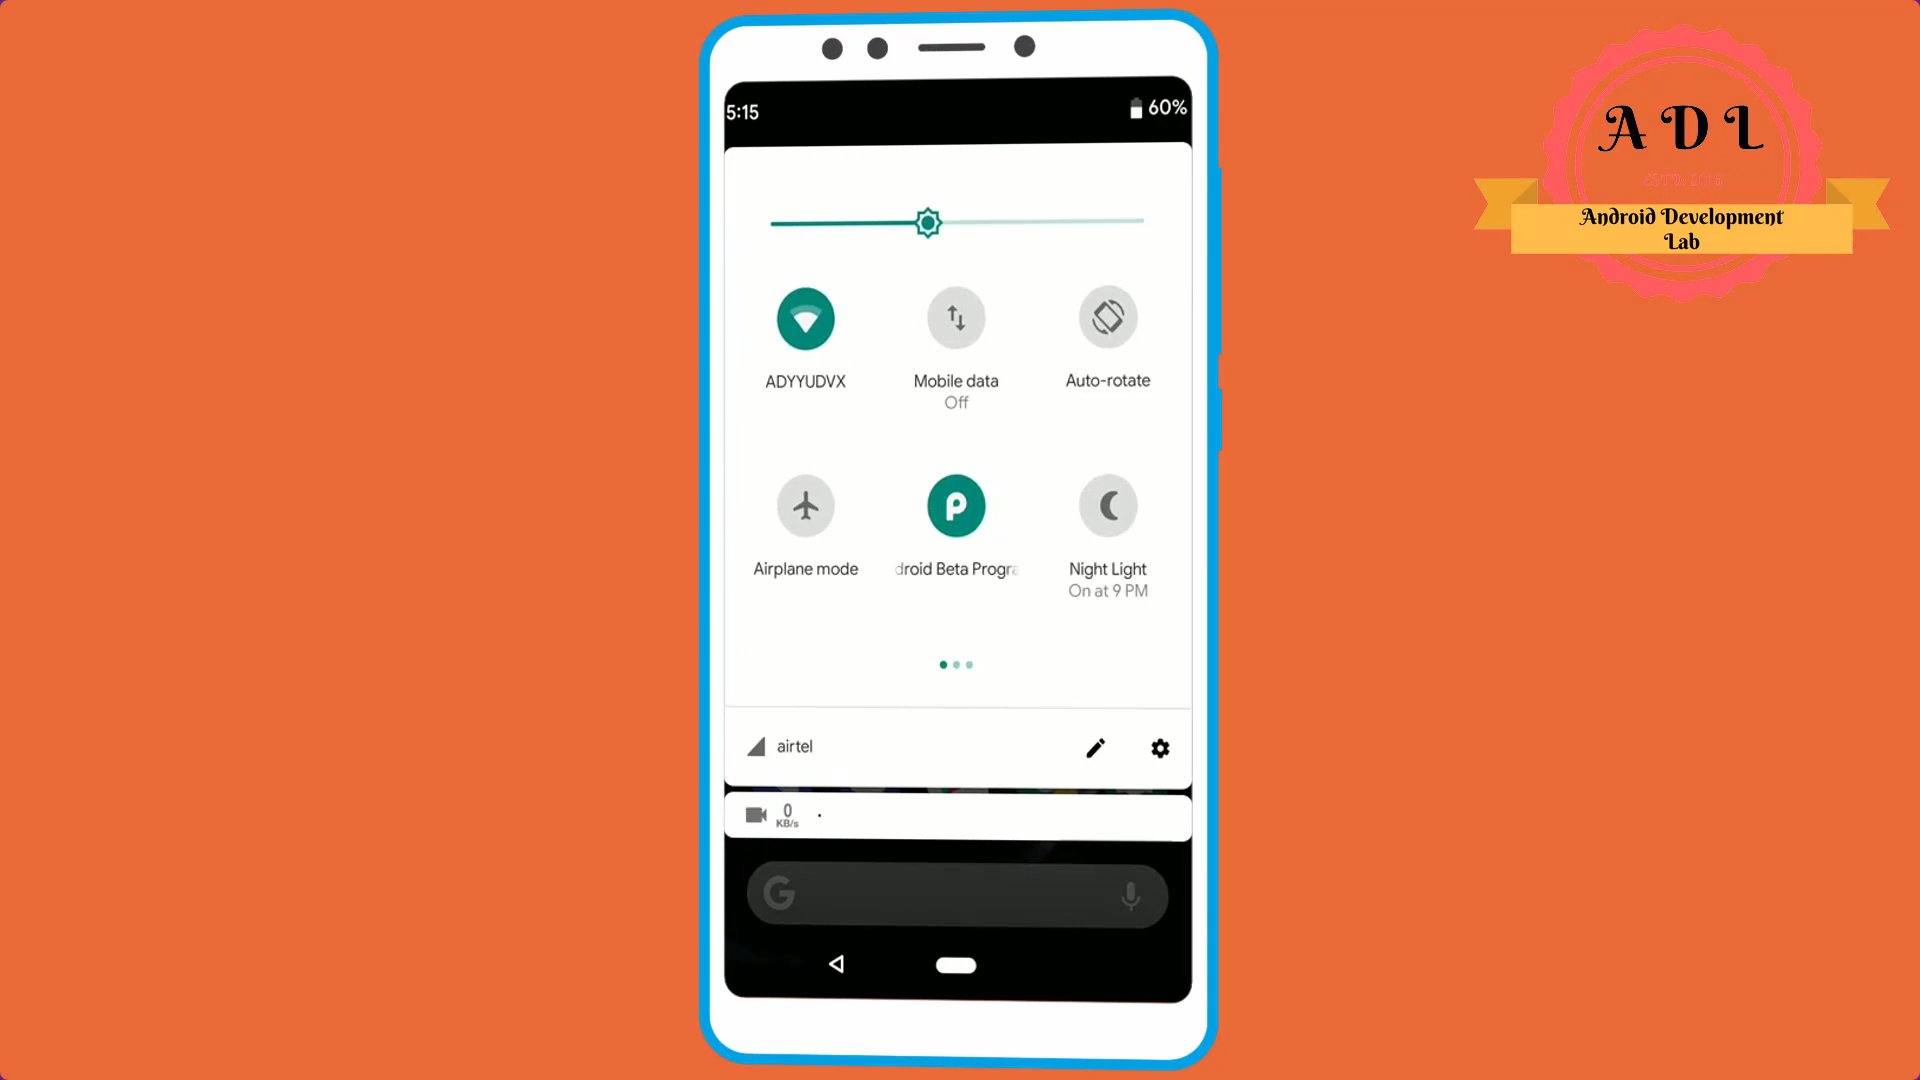 5:15
60%
A D L
Android Development
Lab
ADYYUDVX
Mobile data
Off
Auto-rotate
Airplane mode
droid Beta Progra
Night Light
On at 9 PM
airtel
0
KB/s